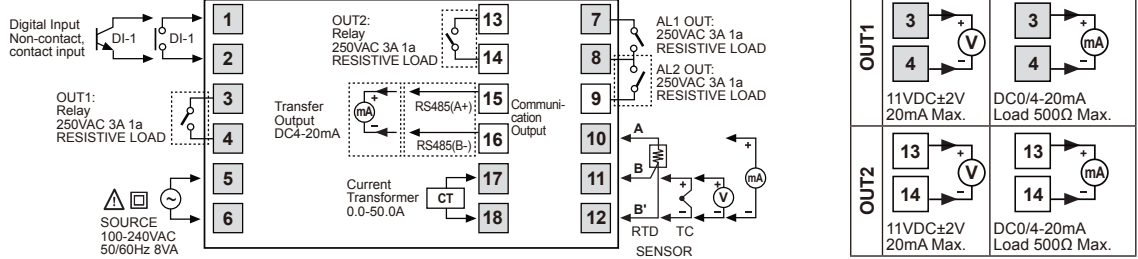 Digital Input
Non-contact,
contact input
DI-1
DI-1
1
2
OUT1:
Relay
250VAC 3A 1a
RESISTIVE LOAD
3
4
SOURCE
100-240VAC
50/60Hz 8VA
5
6
OUT2:
Relay
250VAC 3A 1a
RESISTIVE LOAD
13
14
Transfer
Output
DC4-20mA
mA
+
−
RS485(A+)
RS485(B-)
15
16
Communi-
cation
Output
Current
Transformer
0.0-50.0A
CT
17
18
7
8
9
AL1 OUT:
250VAC 3A 1a
RESISTIVE LOAD
AL2 OUT:
250VAC 3A 1a
RESISTIVE LOAD
10
11
12
A
B
B'
+
−
+
−
V
+
−
mA
RTD
TC
SENSOR
OUT1
3
4
+
−
V
11VDC±2V
20mA Max.
3
4
+
−
mA
DC0/4-20mA
Load 500Ω Max.
OUT2
13
14
+
−
V
11VDC±2V
20mA Max.
13
14
+
−
mA
DC0/4-20mA
Load 500Ω Max.